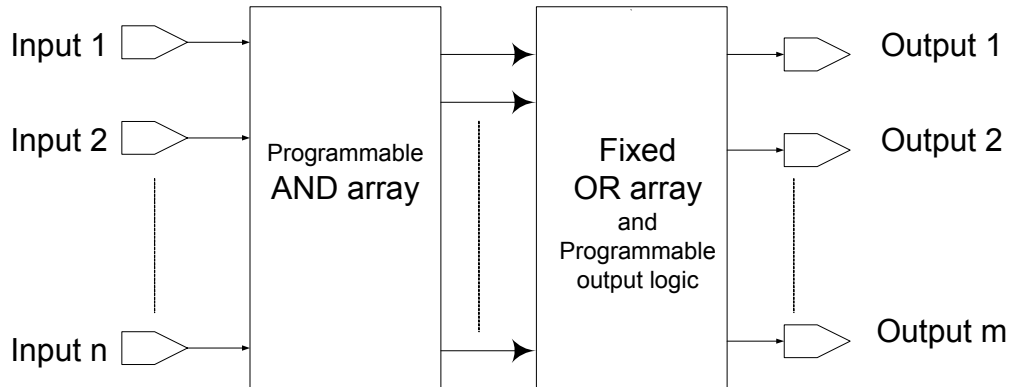 Input 1
Input 2
Input n
Programmable
AND array
Fixed
OR array
and
Programmable
output logic
Output 1
Output 2
Output m